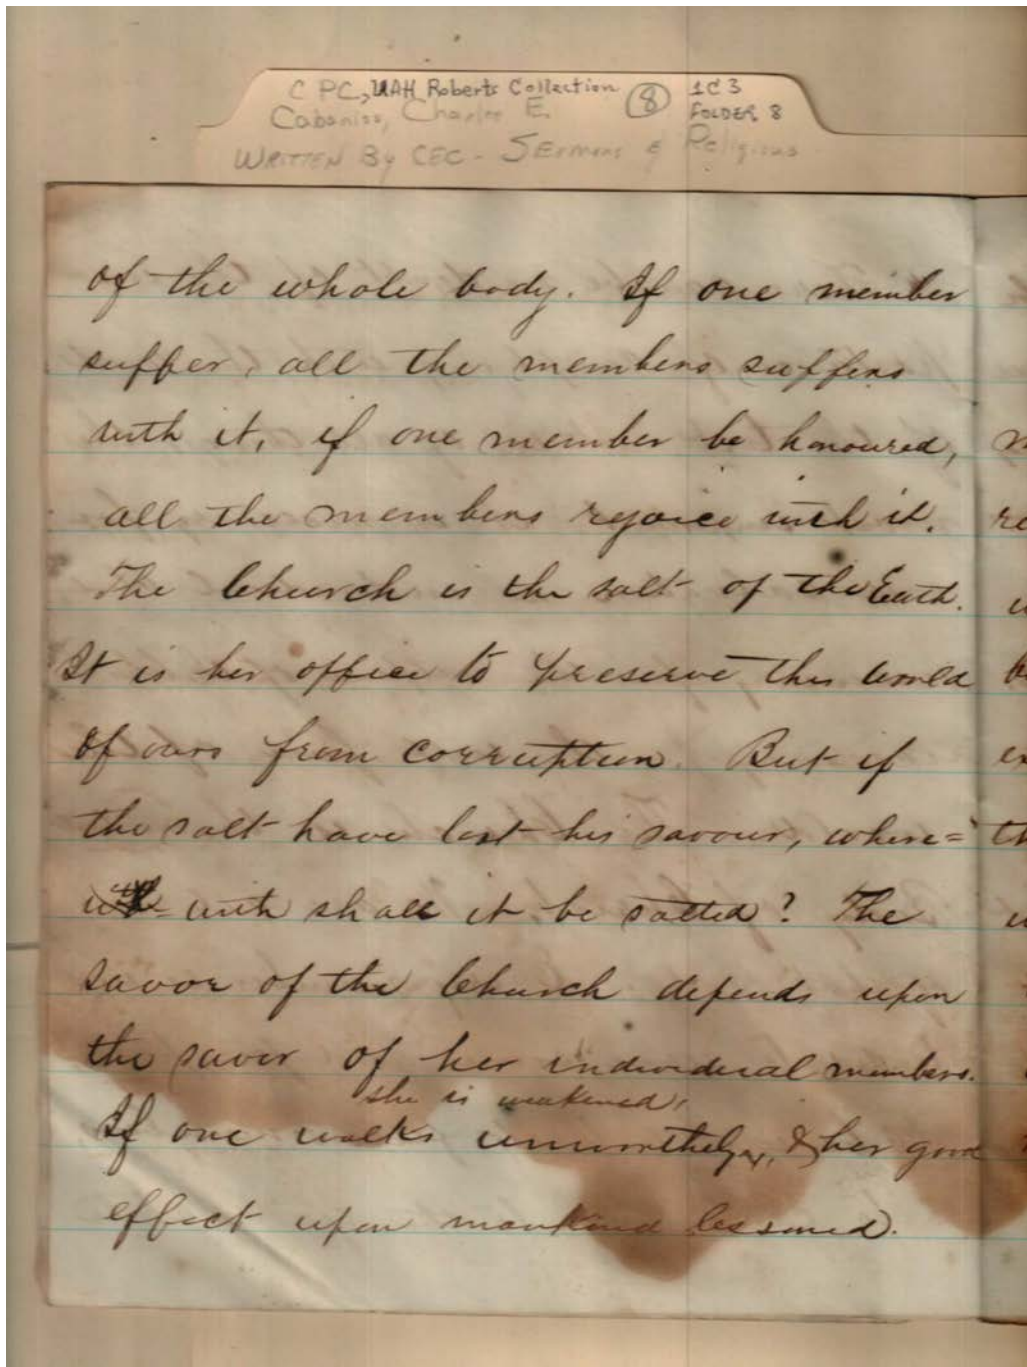 C PC, UAH Roberts Collection 8 1C3
Cabaniss, Charles E. FOLDER 8
WRITTEN By CEC - SErmons & Religious
of the whole body. If one member
suffer, all the members suffers
with it, if one member be honoured,
all the members rejoice with it.
The Church is the salt of the Earth.
It is her office to preserve this world
of ours from corruption. But if
the salt have lost his savour, where=
with shall it be salted? The
savor of the Church depends upon
the savor of her individual members.
she is weakened,
If one walks unworthely, & her good
effect upon mankind lessoned.